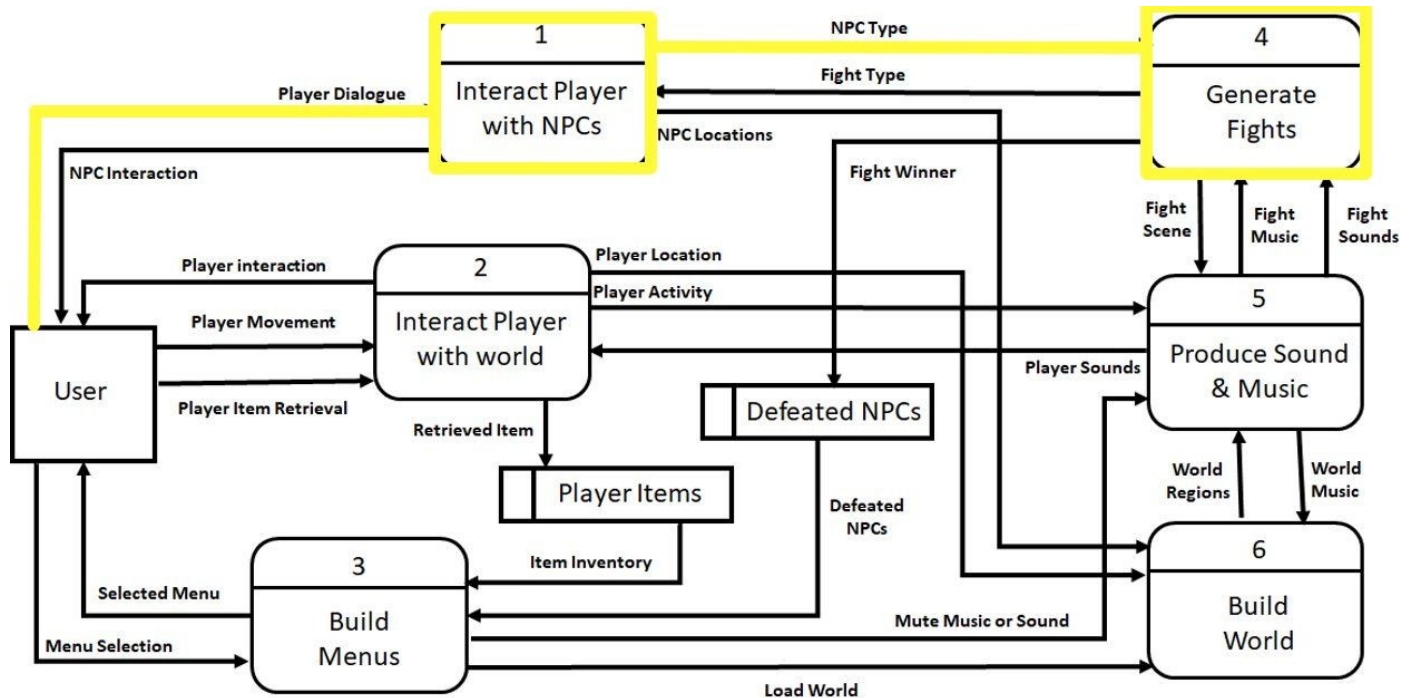 1
NPC Type
4
Player Dialogue
Interact Player
with NPCs
Fight Type
Generate
Fights
NPC Locations
NPC Interaction
Fight Winner
Fight
Scene
Fight
Music
Fight
Sounds
Player interaction
2
Player Location
Player Activity
5
Player Movement
Interact Player
with world
Produce Sound
& Music
User
Player Sounds
Player Item Retrieval
Retrieved Item
Defeated NPCs
Player Items
World
Regions
World
Music
Defeated
NPCs
3
Item Inventory
6
Selected Menu
Build
Menus
Mute Music or Sound
Build
World
Menu Selection
Load World